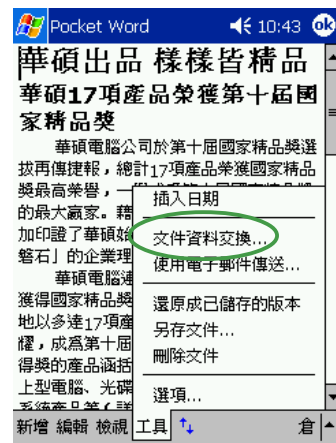 Pocket Word 10:43 ok
華碩出品 樣樣皆精品
華碩17項產品榮獲第十屆國
家精品獎
華碩電腦公司於第十屆國家精品獎選
拔再傳捷報，總計17項產品榮獲國家精品
獎最高榮譽，一
的最大贏家。藉
加印證了華碩始
磐石」的企業理
華碩電腦連
獲得國家精品獎
地以多達17項產
耀，成為第十屆
得獎的產品涵括
上型電腦、光碟
插入日期
文件資料交換...
使用電子郵件傳送...
還原成已儲存的版本
另存文件...
刪除文件
選項...
新增 編輯 檢視 工具 倉